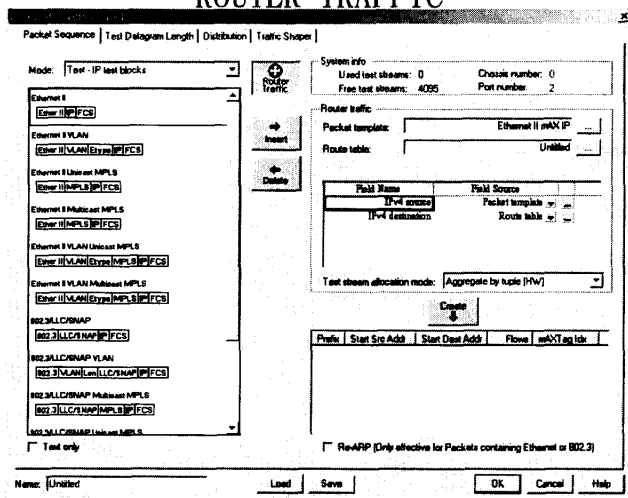 ROUTER TRAFFIC
Packet Sequence | Test Datagram Length | Distribution | Traffic Shaper
Mode: Test - IP test blocks
Ethernet II
Ether II IP FCS
Ethernet II VLAN
Ether II VLAN Etype IP FCS
Ethernet II Unicast MPLS
Ether II MPLS IP FCS
Ethernet II Multicast MPLS
Ether II MPLS IP FCS
Ethernet II VLAN Unicast MPLS
Ether II VLAN Etype MPLS IP FCS
Ethernet II VLAN Multicast MPLS
Ether II VLAN Etype MPLS IP FCS
802.3/LLC/SNAP
802.3 LLC/SNAP IP FCS
802.3/LLC/SNAP VLAN
802.3 VLAN Len LLC/SNAP IP FCS
802.3/LLC/SNAP Multicast MPLS
802.3 LLC/SNAP MPLS IP FCS
802.3/LLC/SNAP Unicast MPLS
Text only
Router Traffic
Insert
Delete
System info
Used test streams: 0 Chassis number: 0
Free test streams: 4095 Port number: 2
Router traffic
Packet template: Ethernet II mAX IP ...
Route table: Untitled ...
Field Name Field Source
IPv4 source Packet template ...
IPv4 destination Route table ...
Test stream allocation mode: Aggregate by tuple [HW]
Create
Prefix Start Src Addr Start Dest Addr Flows mAXTag Idx
Re-ARP (Only effective for Packets containing Ethernet or 802.3)
Name: Untitled Load Save OK Cancel Help